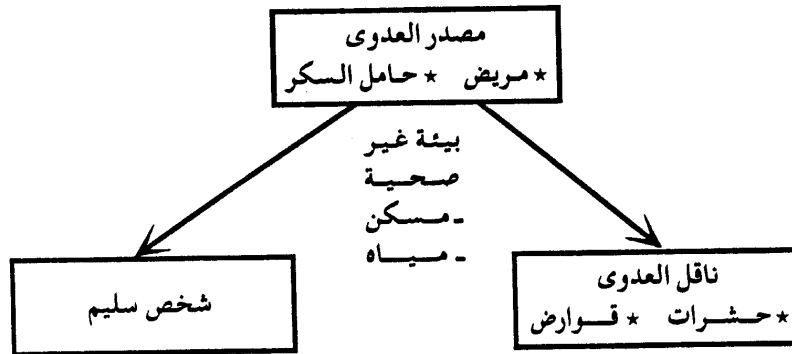 مصدر العدوى
* مريض * حامل السكر
بيئة غير
صحية
- مسكن
- مياه
ناقل العدوى
* حشرات * قوارض
شخص سليم